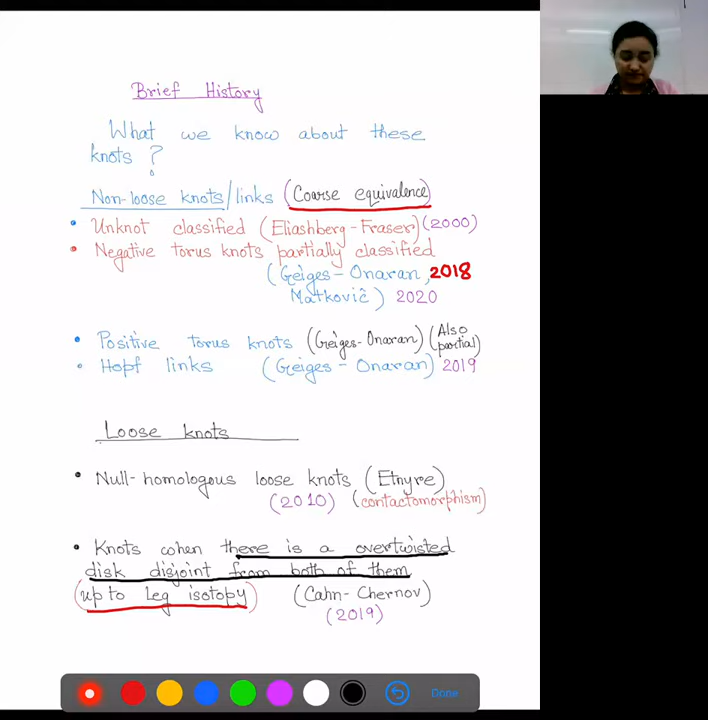 Brief History
What we know about these
knots ?
Non-loose knots/links (Coarse equivalence)
• Unknot classified (Eliashberg-Fraser) (2000)
• Negative torus knots partially classified
(Geiges-Onaran, 2018
Matkovič) 2020
• Positive torus knots (Geiges-Onaran) (Also partial)
• Hopf links (Geiges-Onaran) 2019
Loose knots
• Null-homologous loose knots (Etnyre)
(2010) (contactomorphism)
• Knots when there is a overtwisted
disk disjoint from both of them
(up to Leg isotopy) (Cahn-Chernov)
(2019)
Done